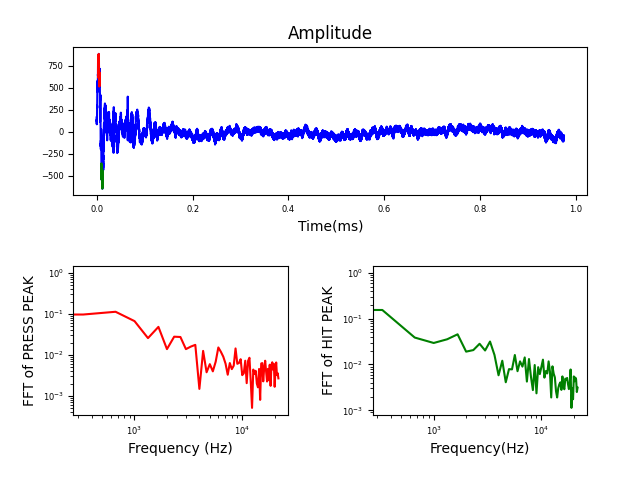 Amplitude
750
500
250
0
−250
−500
0.0 0.2 0.4 0.6 0.8 1.0
Time(ms)
FFT of PRESS PEAK
10⁰
10⁻¹
10⁻²
10⁻³
10³ 10⁴
Frequency (Hz)
FFT of HIT PEAK
10⁰
10⁻¹
10⁻²
10⁻³
10³ 10⁴
Frequency(Hz)